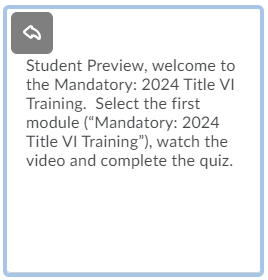 Student Preview, welcome to
the Mandatory: 2024 Title VI
Training.  Select the first
module (“Mandatory: 2024
Title VI Training”), watch the
video and complete the quiz.